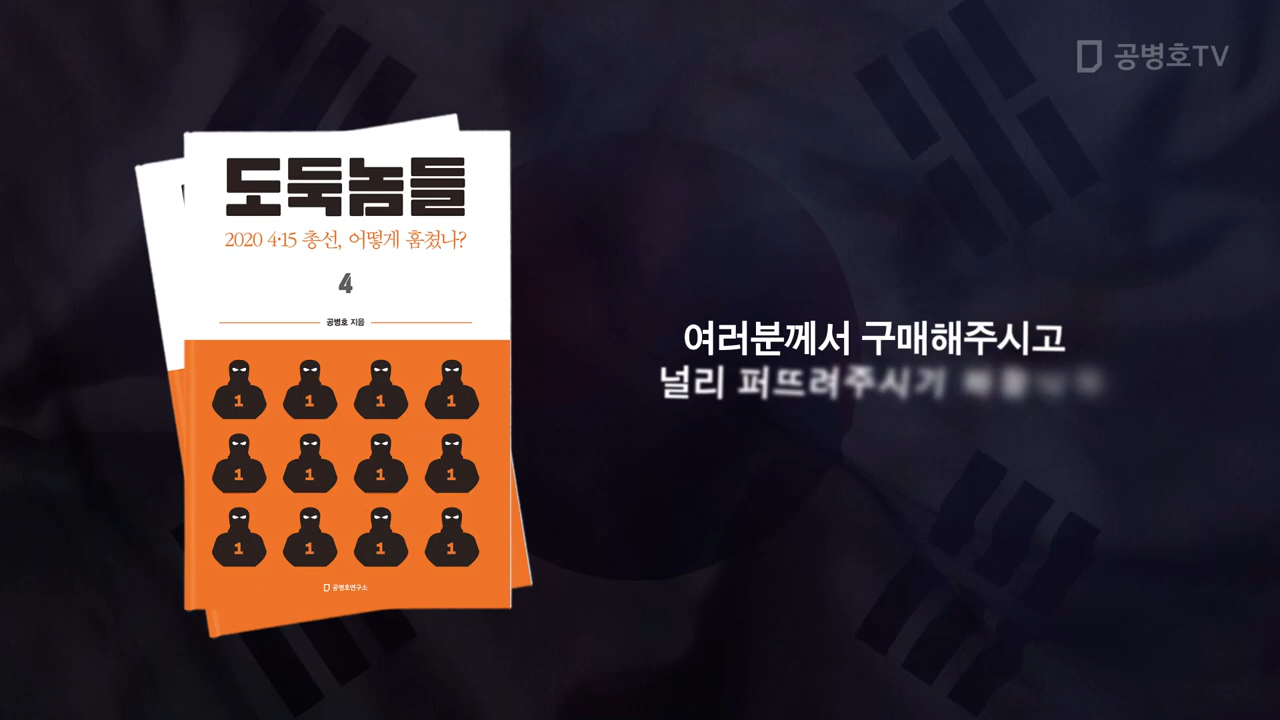 공병호TV
도둑놈들
2020 4·15 총선, 어떻게 훔쳤나?
4
공병호 지음
1 1 1 1
1 1 1 1
1 1 1 1
공병호연구소
여러분께서 구매해주시고
널리 퍼뜨려주시기